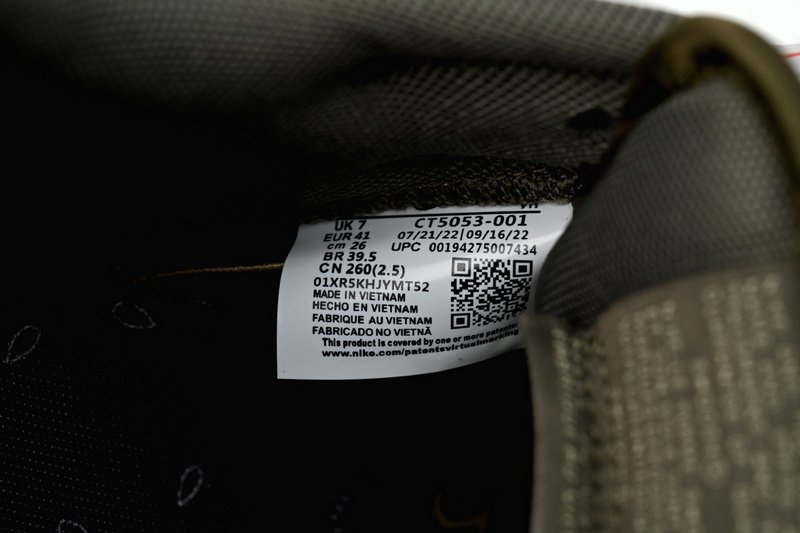 VH
UK 7 CT5053-001
EUR 41 07/21/22|09/16/22
cm 26 UPC 00194275007434
BR 39.5
CN 260(2.5)
01XR5KHJYMT52
MADE IN VIETNAM
HECHO EN VIETNAM
FABRIQUE AU VIETNAM
FABRICADO NO VIETNÃ
This product is covered by one or more patents
www.nike.com/patentsvirtualmarking